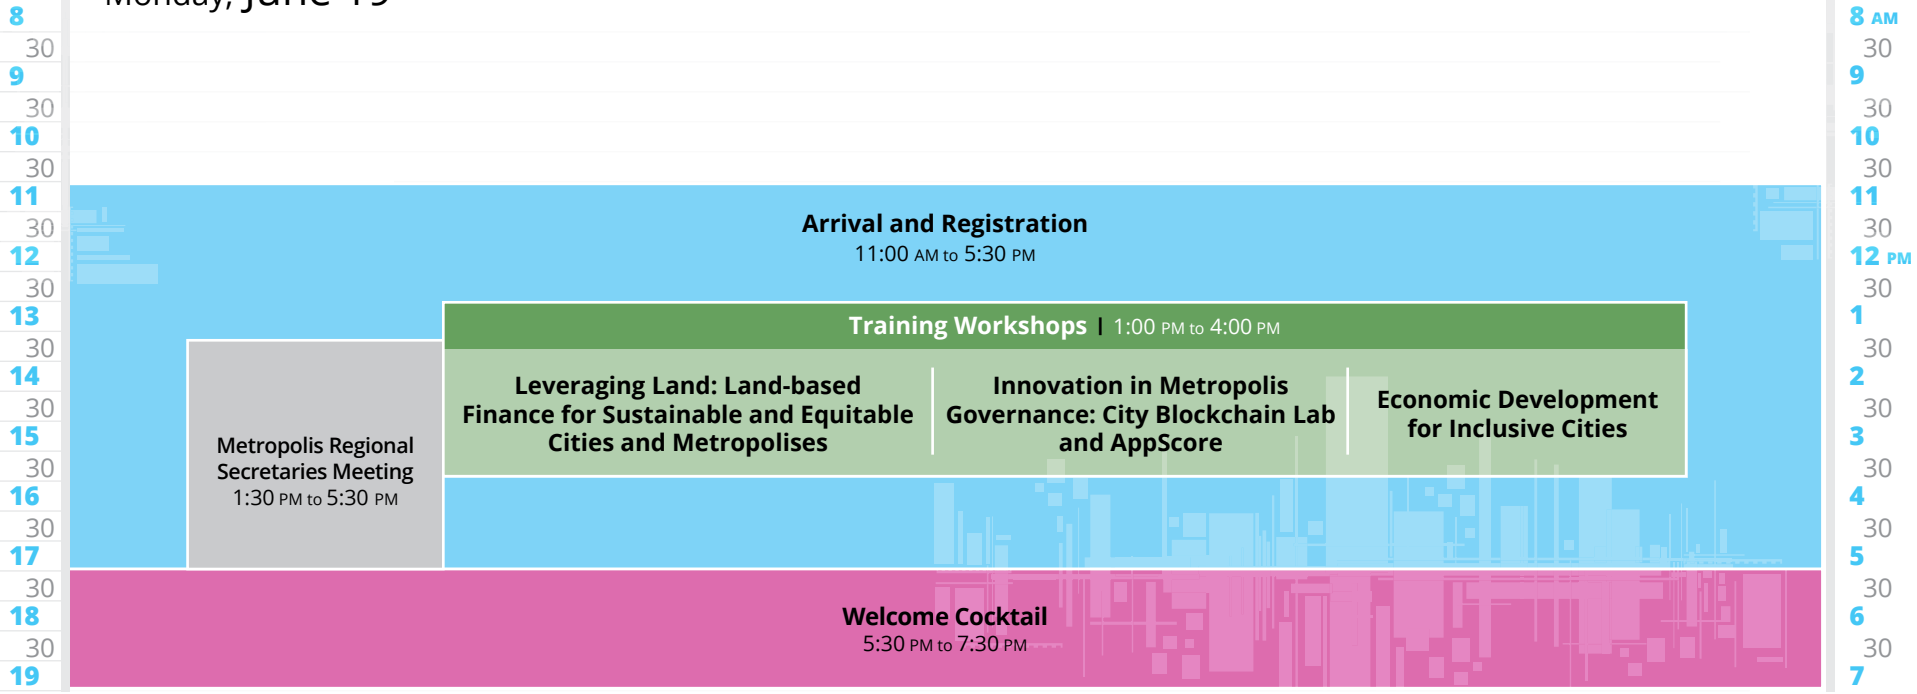 Monday, June 19
8
30
9
30
10
30
11
30
12
30
13
30
14
30
15
30
16
30
17
30
18
30
19
Arrival and Registration
11:00 AM to 5:30 PM
Training Workshops | 1:00 PM to 4:00 PM
Leveraging Land: Land-based
Finance for Sustainable and Equitable
Cities and Metropolises
Innovation in Metropolis
Governance: City Blockchain Lab
and AppScore
Economic Development
for Inclusive Cities
Metropolis Regional
Secretaries Meeting
1:30 PM to 5:30 PM
Welcome Cocktail
5:30 PM to 7:30 PM
8 AM
30
9
30
10
30
11
30
12 PM
30
1
30
2
30
3
30
4
30
5
30
6
30
7